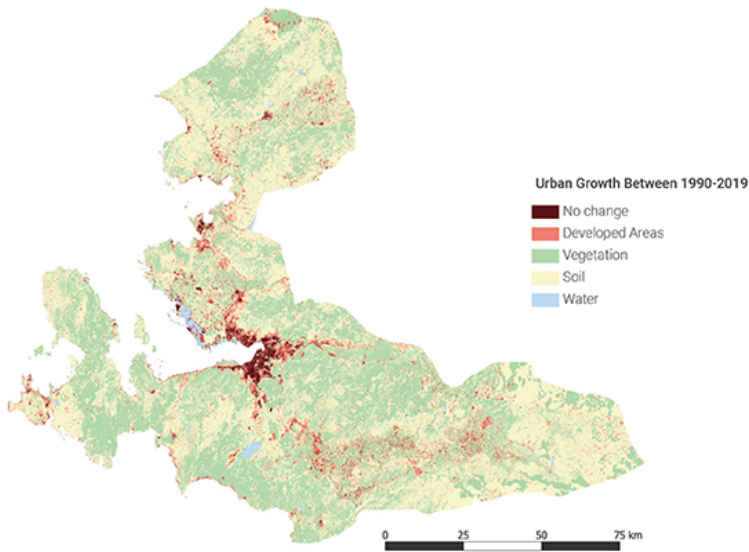 Urban Growth Between 1990-2019
No change
Developed Areas
Vegetation
Soil
Water
0 25 50 75 km